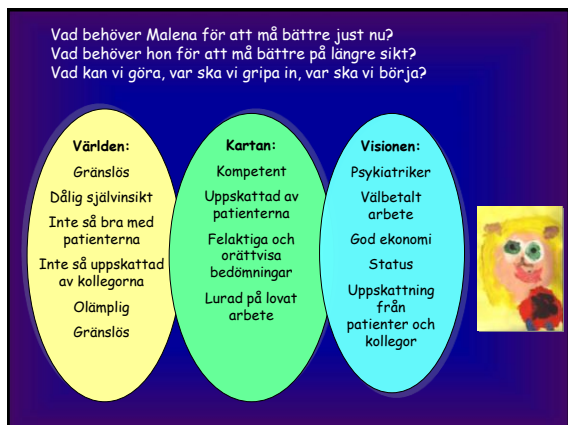 Vad behöver Malena för att må bättre just nu?
Vad behöver hon för att må bättre på längre sikt?
Vad kan vi göra, var ska vi gripa in, var ska vi börja?
Världen:
Gränslös
Dålig självinsikt
Inte så bra med
patienterna
Inte så uppskattad
av kollegorna
Olämplig
Gränslös
Kartan:
Kompetent
Uppskattad av
patienterna
Felaktiga och
orättvisa
bedömningar
Lurad på lovat
arbete
Visionen:
Psykiatriker
Välbetalt
arbete
God ekonomi
Status
Uppskattning
från
patienter och
kollegor